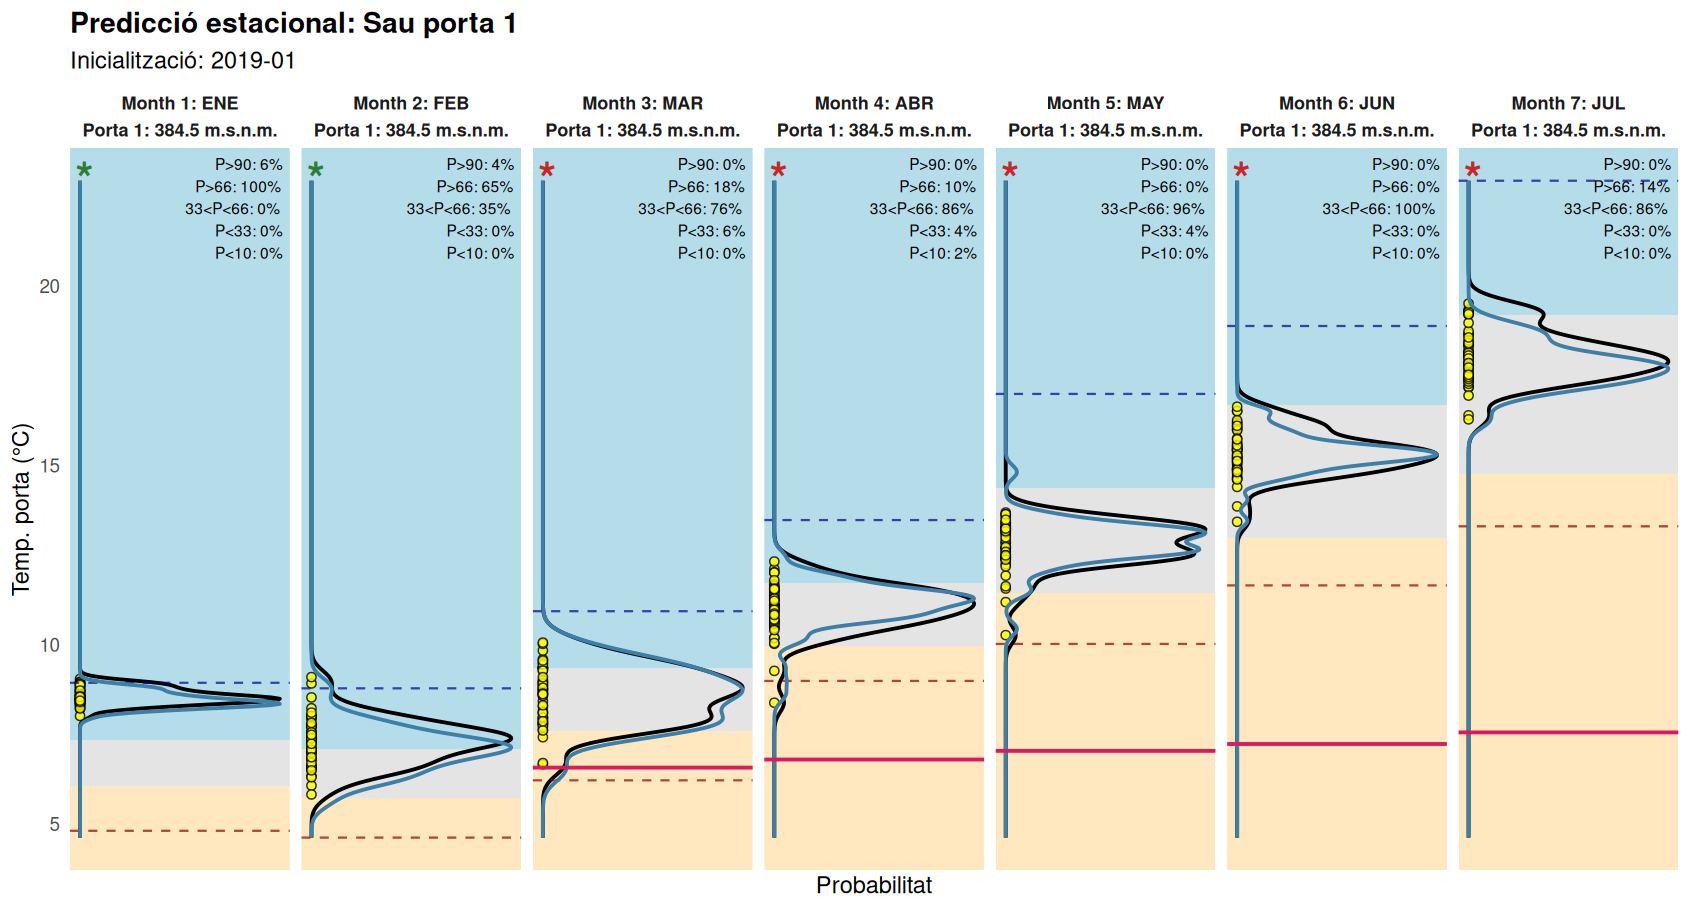 Predicció estacional: Sau porta 1
Inicialització: 2019-01
Month 1: ENE
Porta 1: 384.5 m.s.n.m.
Month 2: FEB
Porta 1: 384.5 m.s.n.m.
Month 3: MAR
Porta 1: 384.5 m.s.n.m.
Month 4: ABR
Porta 1: 384.5 m.s.n.m.
Month 5: MAY
Porta 1: 384.5 m.s.n.m.
Month 6: JUN
Porta 1: 384.5 m.s.n.m.
Month 7: JUL
Porta 1: 384.5 m.s.n.m.
*
P>90: 6%
P>66: 100%
33<P<66: 0%
P<33: 0%
P<10: 0%
*
P>90: 4%
P>66: 65%
33<P<66: 35%
P<33: 0%
P<10: 0%
*
P>90: 0%
P>66: 18%
33<P<66: 76%
P<33: 6%
P<10: 0%
*
P>90: 0%
P>66: 10%
33<P<66: 86%
P<33: 4%
P<10: 2%
*
P>90: 0%
P>66: 0%
33<P<66: 96%
P<33: 4%
P<10: 0%
*
P>90: 0%
P>66: 0%
33<P<66: 100%
P<33: 0%
P<10: 0%
*
P>90: 0%
P>66: 14%
33<P<66: 86%
P<33: 0%
P<10: 0%
20
15
10
5
Temp. porta (°C)
Probabilitat